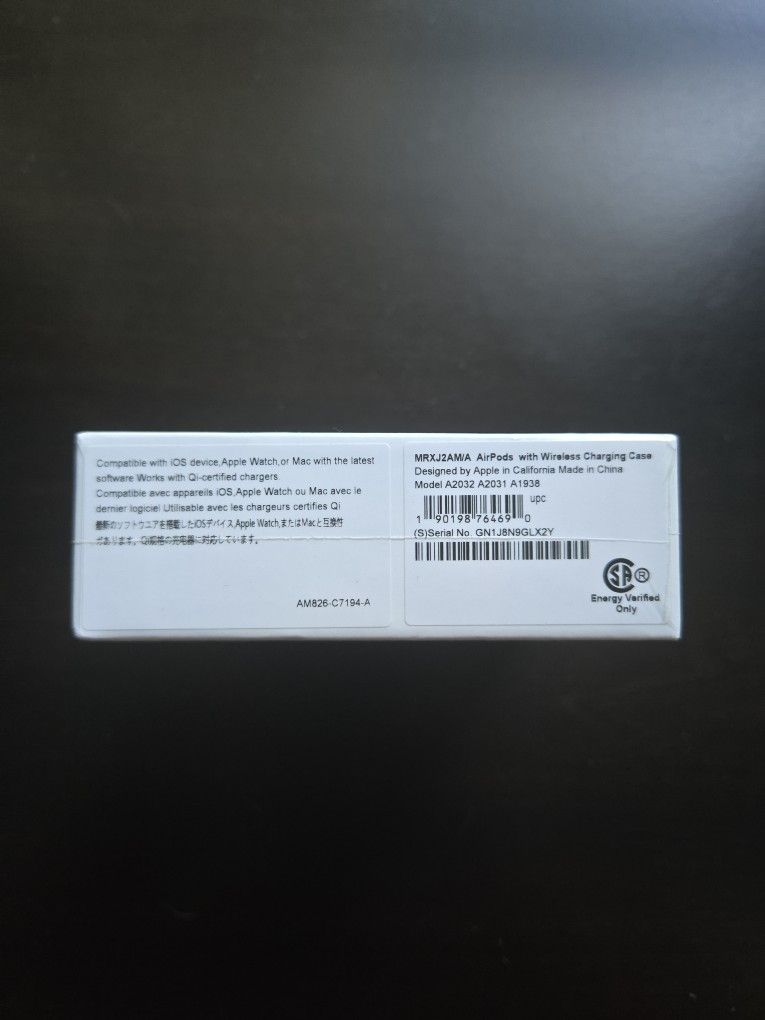 Compatible with iOS device,Apple Watch,or Mac with the latest
software Works with Qi-certified chargers
Compatible avec appareils iOS,Apple Watch ou Mac avec le
dernier logiciel Utilisable avec les chargeurs certifies Qi
最新のソフトウエアを搭載したiOSデバイス,Apple Watch,またはMacと互換性
があります。Qi規格の充電器に対応しています。
AM826-C7194-A
MRXJ2AM/A AirPods with Wireless Charging Case
Designed by Apple in California Made in China
Model A2032 A2031 A1938
upc
1 90198 76469 0
(S)Serial No. GN1J8N9GLX2Y
SA ®
Energy Verified
Only